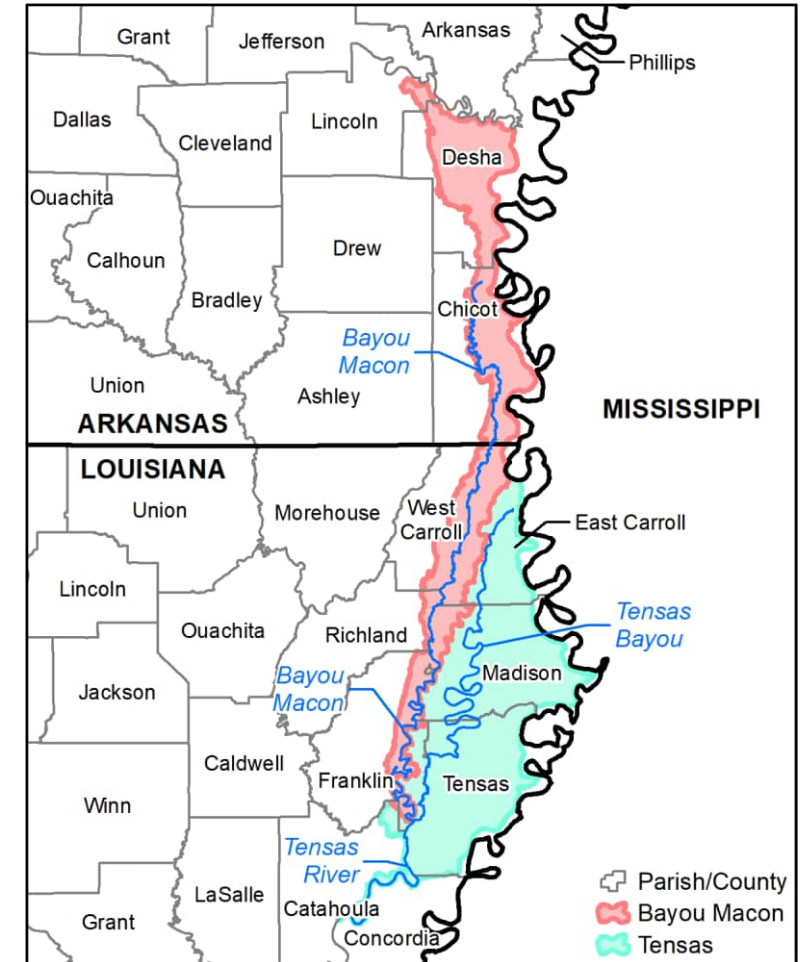 Grant
Jefferson
Arkansas
Phillips
Dallas
Cleveland
Lincoln
Desha
Ouachita
Calhoun
Bradley
Drew
Chicot
Bayou
Macon
Union
Ashley
ARKANSAS
MISSISSIPPI
LOUISIANA
Union
Morehouse
West
Carroll
East Carroll
Lincoln
Ouachita
Richland
Tensas
Bayou
Jackson
Bayou
Macon
Madison
Caldwell
Franklin
Tensas
Winn
Tensas
River
LaSalle
Catahoula
Grant
Concordia
Parish/County
Bayou Macon
Tensas